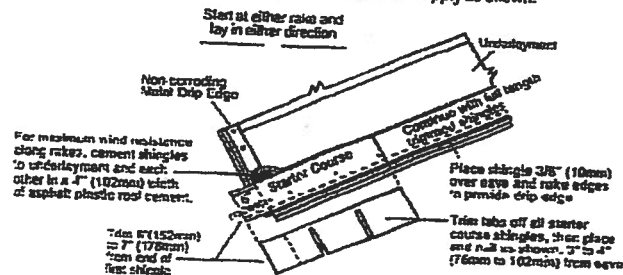 apply as shown.
Start at either rake and
lay in either direction
Underlayment
Non-corroding
Metal Drip Edge
Continue with full length
trimmed shingles
For maximum wind resistance
along rakes, cement shingles
to underlayment and each
other in a 4" (102mm) width
of asphalt plastic roof cement.
Starter Course
Place shingle 3/8" (10mm)
over eave and rake edges
to provide drip edge
Trim 6"(152mm)
to 7" (178mm)
from end of
first shingle
Trim tabs off all starter
course shingles, then place
and nail as shown, 3" to 4"
(76mm to 102mm) from eave